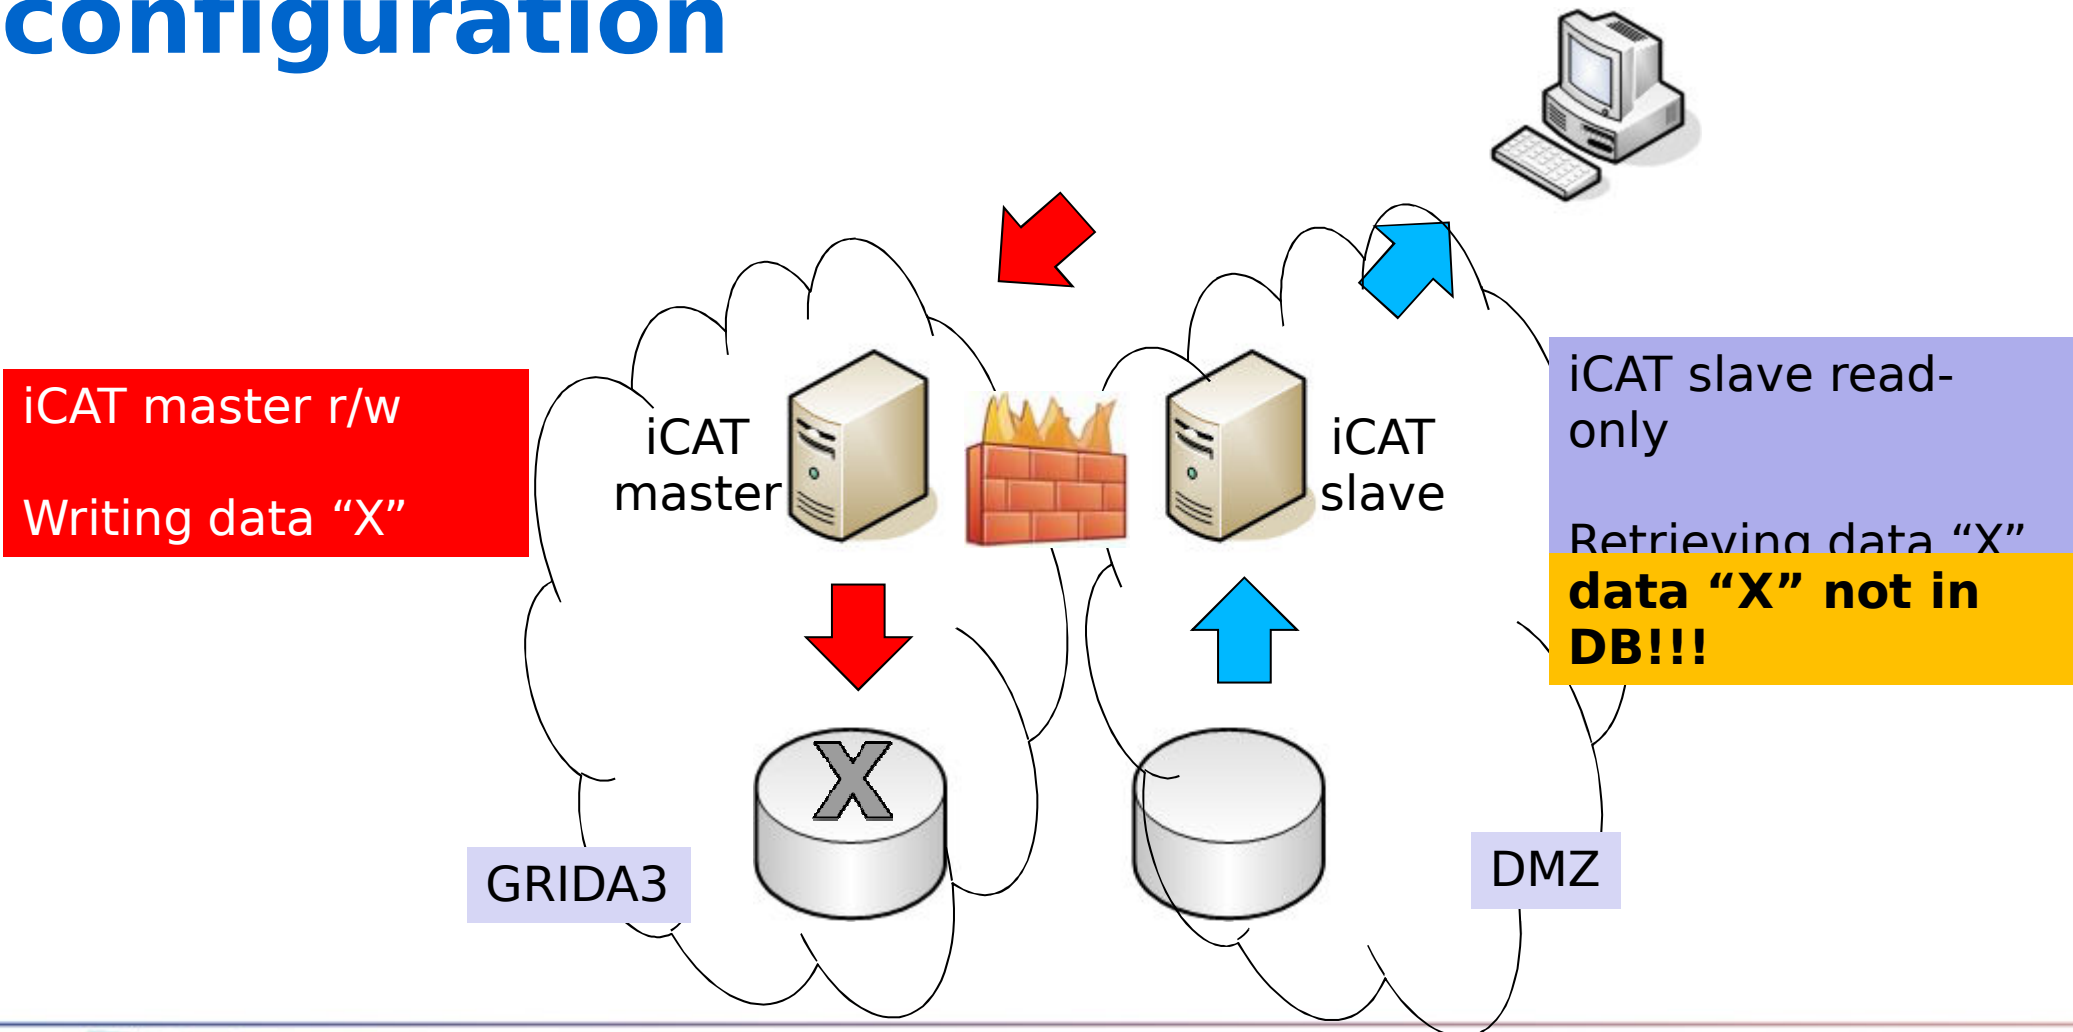 configuration
iCAT master r/w
Writing data “X”
iCAT
master
iCAT
slave
iCAT slave read-
only
Retrieving data “X”
data “X” not in
DB!!!
X
GRIDA3
DMZ